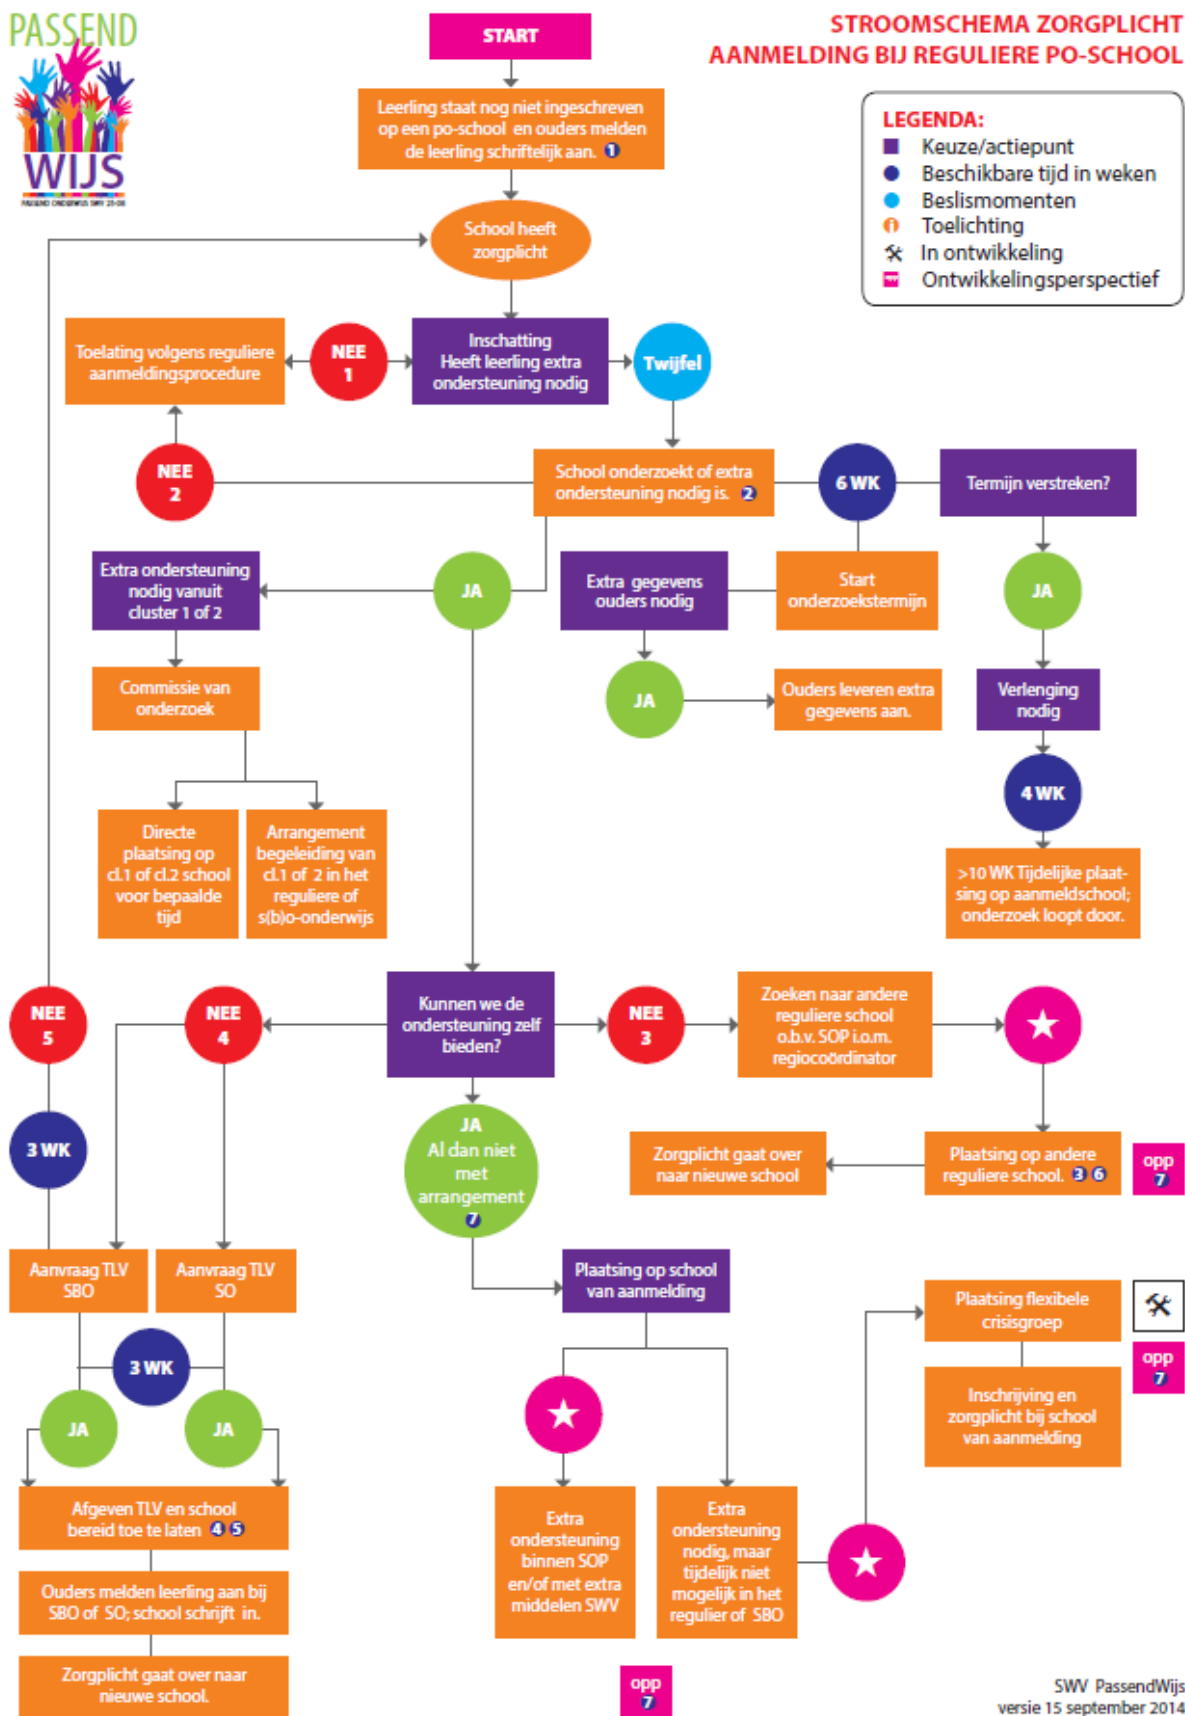 PASSEND
WIJS
PASSEND ONDERWIJS SWV 25-08
STROOMSCHEMA ZORGPLICHT
AANMELDING BIJ REGULIERE PO-SCHOOL
START
LEGENDA:
Keuze/actiepunt
Beschikbare tijd in weken
Beslismomenten
Toelichting
In ontwikkeling
Ontwikkelingsperspectief
Leerling staat nog niet ingeschreven
op een po-school en ouders melden
de leerling schriftelijk aan. 1
School heeft
zorgplicht
Toelating volgens reguliere
aanmeldingsprocedure
NEE
1
Inschatting
Heeft leerling extra
ondersteuning nodig
Twijfel
NEE
2
School onderzoekt of extra
ondersteuning nodig is. 2
6 WK
Termijn verstreken?
Extra ondersteuning
nodig vanuit
cluster 1 of 2
JA
Extra gegevens
ouders nodig
Start
onderzoekstermijn
JA
Commissie van
onderzoek
JA
Ouders leveren extra
gegevens aan.
Verlenging
nodig
4 WK
Directe
plaatsing op
cl.1 of cl.2 school
voor bepaalde
tijd
Arrangement
begeleiding van
cl.1 of 2 in het
reguliere of
s(b)o-onderwijs
>10 WK Tijdelijke plaat-
sing op aanmeldschool;
onderzoek loopt door.
NEE
5
NEE
4
Kunnen we de
ondersteuning zelf
bieden?
NEE
3
Zoeken naar andere
reguliere school
o.b.v. SOP i.o.m.
regiocoördinator
3 WK
JA
Al dan niet
met
arrangement
7
Zorgplicht gaat over
naar nieuwe school
Plaatsing op andere
reguliere school. 3 6
opp
7
Aanvraag TLV
SBO
Aanvraag TLV
SO
Plaatsing op school
van aanmelding
Plaatsing flexibele
crisisgroep
opp
7
3 WK
JA
JA
Inschrijving en
zorgplicht bij school
van aanmelding
Afgeven TLV en school
bereid toe te laten 4 5
Extra
ondersteuning
binnen SOP
en/of met extra
middelen SWV
Extra
ondersteuning
nodig, maar
tijdelijk niet
mogelijk in het
regulier of SBO
Ouders melden leerling aan bij
SBO of SO; school schrijft in.
Zorgplicht gaat over naar
nieuwe school.
opp
7
SWV PassendWijs
versie 15 september 2014